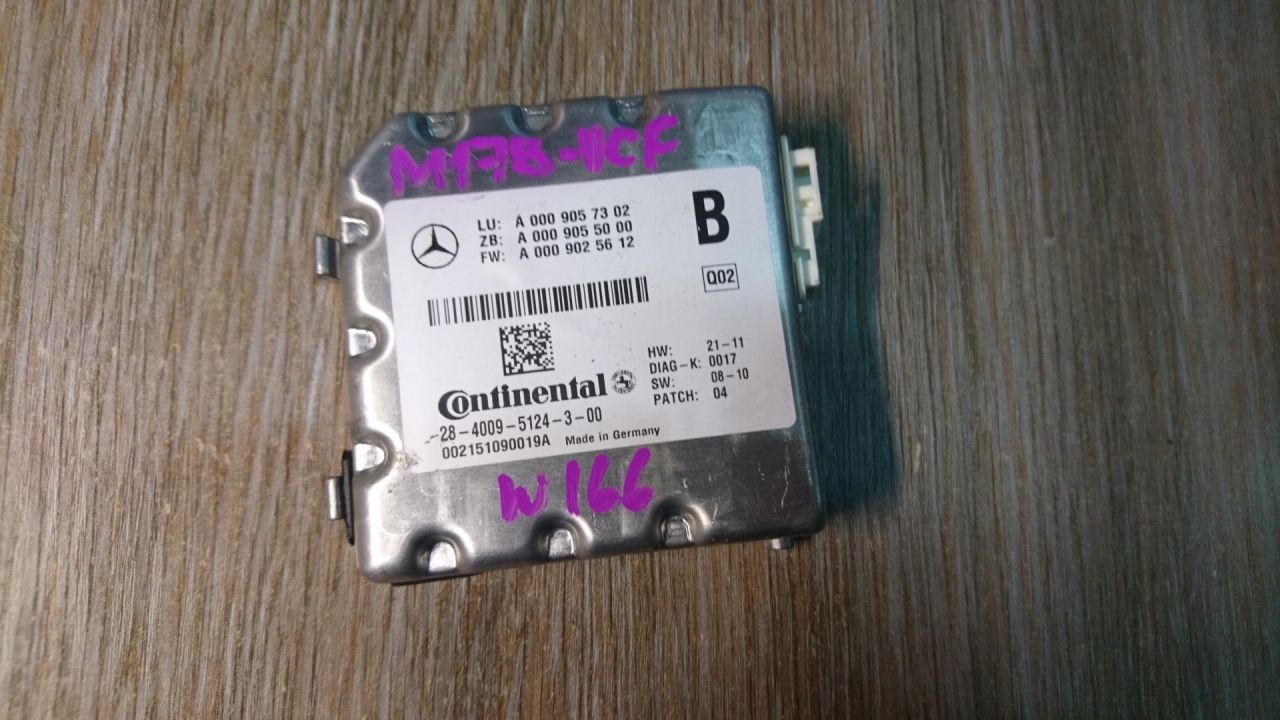 M178-11CF
LU: A 000 905 73 02
ZB: A 000 905 50 00
FW: A 000 902 56 12
B
Q02
HW: 21-11
DIAG-K: 0017
SW: 08-10
PATCH: 04
Continental
28-4009-5124-3-00
002151090019A Made in Germany
W166